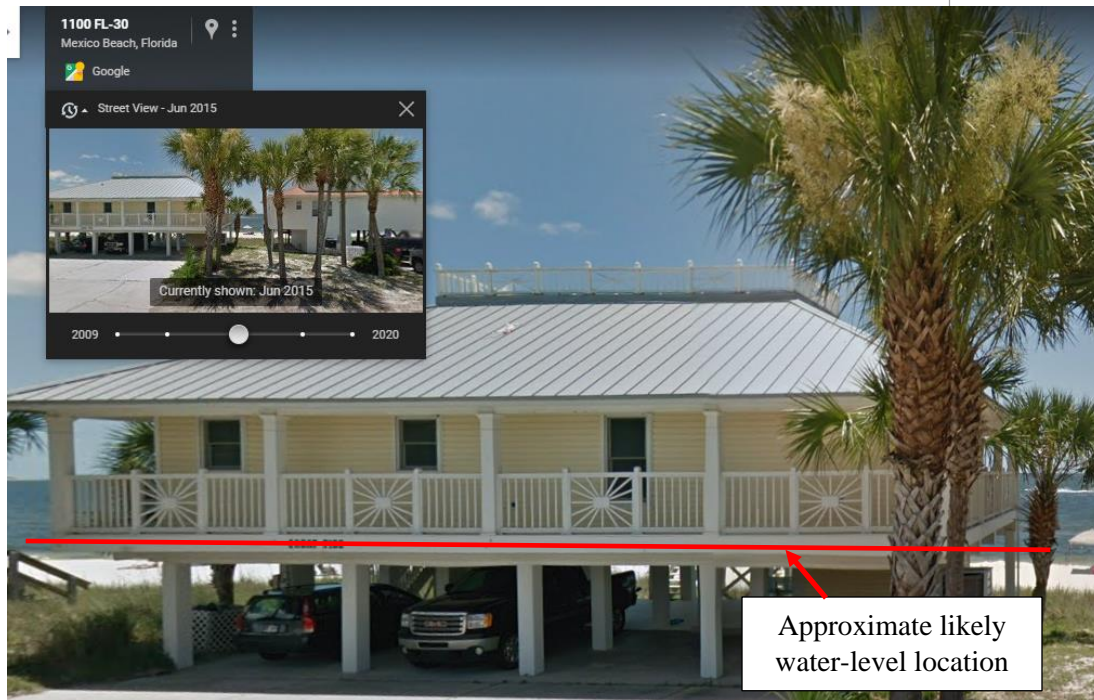 1100 FL-30
Mexico Beach, Florida
Google
Street View - Jun 2015
Currently shown: Jun 2015
2009
2020
Approximate likely
water-level location